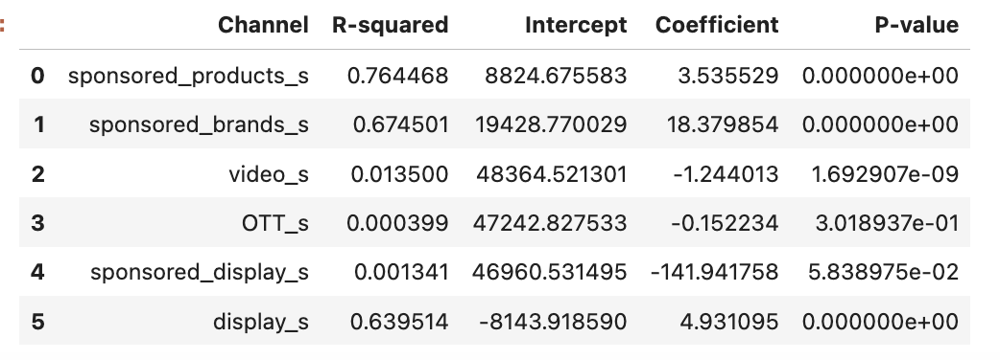 Channel R-squared Intercept Coefficient P-value
0 sponsored_products_s 0.764468 8824.675583 3.535529 0.000000e+00
1 sponsored_brands_s 0.674501 19428.770029 18.379854 0.000000e+00
2 video_s 0.013500 48364.521301 -1.244013 1.692907e-09
3 OTT_s 0.000399 47242.827533 -0.152234 3.018937e-01
4 sponsored_display_s 0.001341 46960.531495 -141.941758 5.838975e-02
5 display_s 0.639514 -8143.918590 4.931095 0.000000e+00